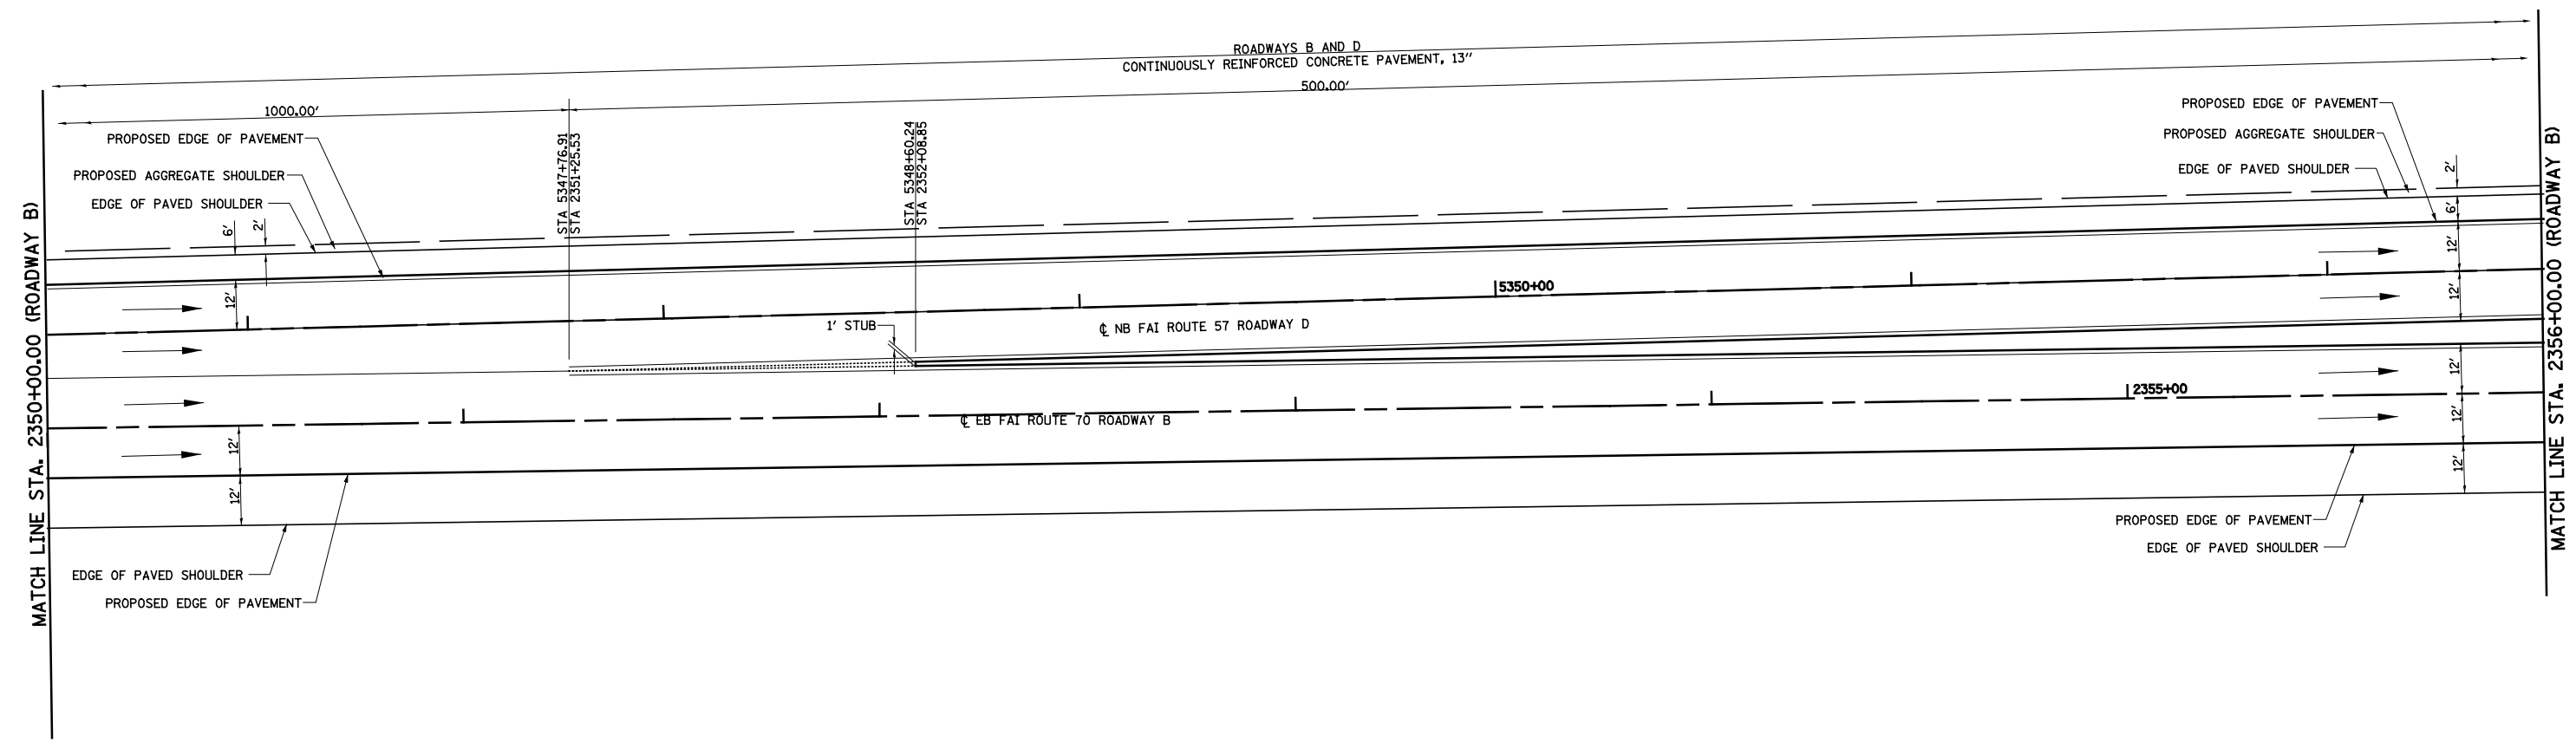 ROADWAYS B AND D
CONTINUOUSLY REINFORCED CONCRETE PAVEMENT, 13"
500.00'
1000.00'
PROPOSED EDGE OF PAVEMENT
PROPOSED AGGREGATE SHOULDER
EDGE OF PAVED SHOULDER
6'
2'
12'
STA 5347+76.91
STA 2351+25.53
STA 5348+60.24
STA 2352+08.85
PROPOSED EDGE OF PAVEMENT
PROPOSED AGGREGATE SHOULDER
EDGE OF PAVED SHOULDER
2'
6'
12'
12'
5350+00
1' STUB
℄ NB FAI ROUTE 57 ROADWAY D
12'
2355+00
12'
℄ EB FAI ROUTE 70 ROADWAY B
12'
12'
12'
EDGE OF PAVED SHOULDER
PROPOSED EDGE OF PAVEMENT
PROPOSED EDGE OF PAVEMENT
EDGE OF PAVED SHOULDER
MATCH LINE STA. 2350+00.00 (ROADWAY B)
MATCH LINE STA. 2356+00.00 (ROADWAY B)